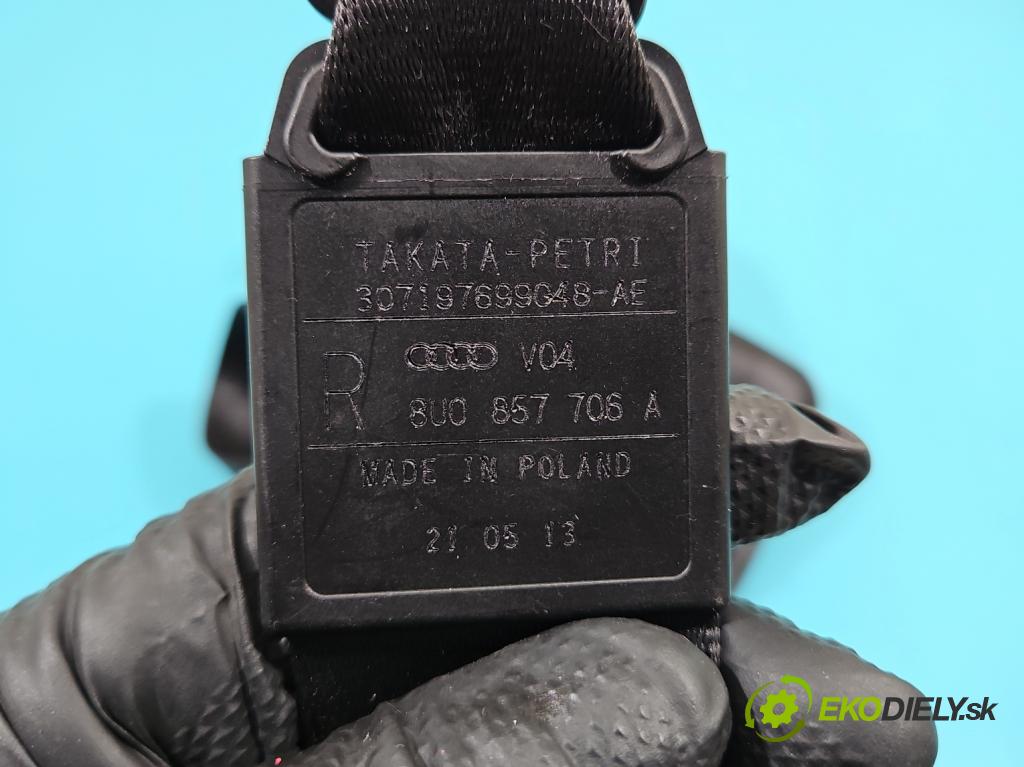 TAKATA-PETRI
307197699G48-AE
R
V04
8U0 857 706 A
MADE IN POLAND
21 05 13
EKODIELY.sk